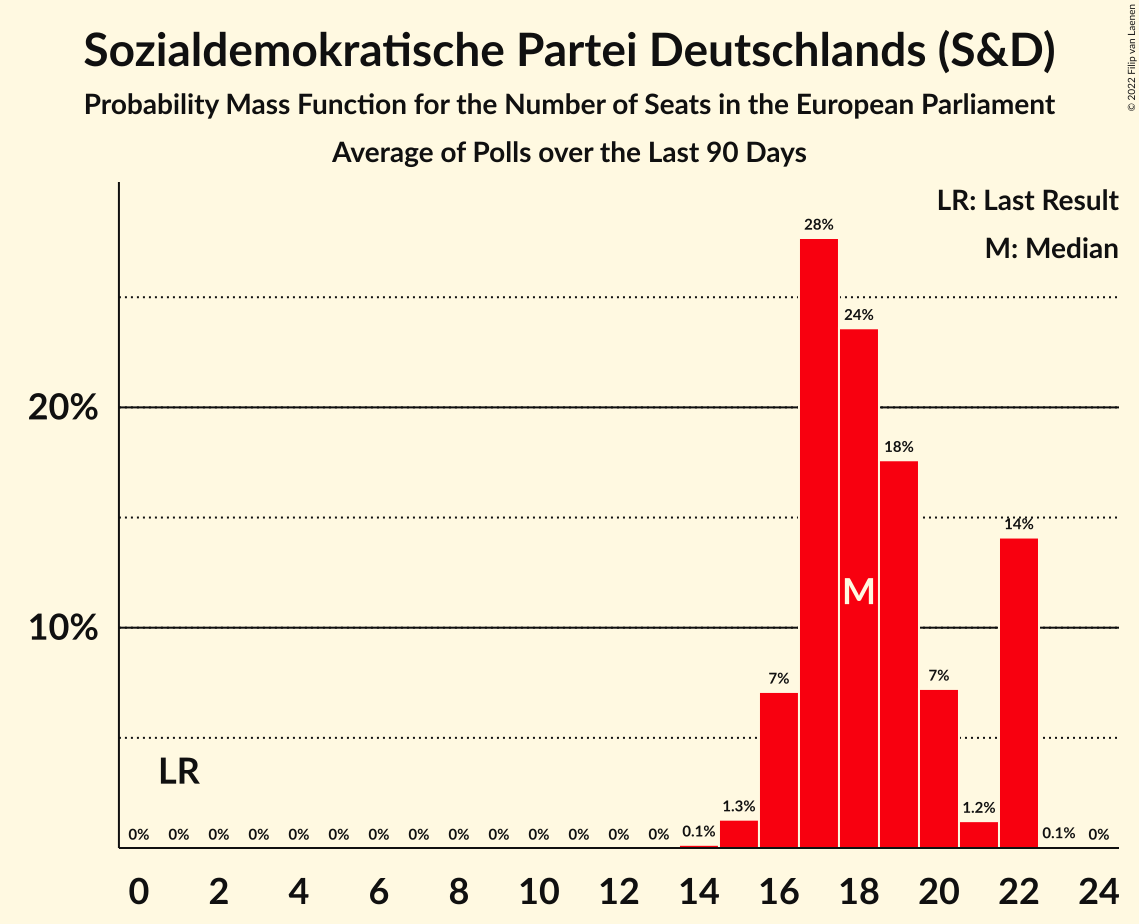 Sozialdemokratische Partei Deutschlands (S&D)
Probability Mass Function for the Number of Seats in the European Parliament
Average of Polls over the Last 90 Days
© 2022 Filip van Laenen
LR: Last Result
M: Median
28%
24%
20%
18%
14%
M
10%
7%
7%
LR
1.3%
1.2%
0% 0% 0% 0% 0% 0% 0% 0% 0% 0% 0% 0% 0% 0% 0.1% 0.1% 0%
0 2 4 6 8 10 12 14 16 18 20 22 24